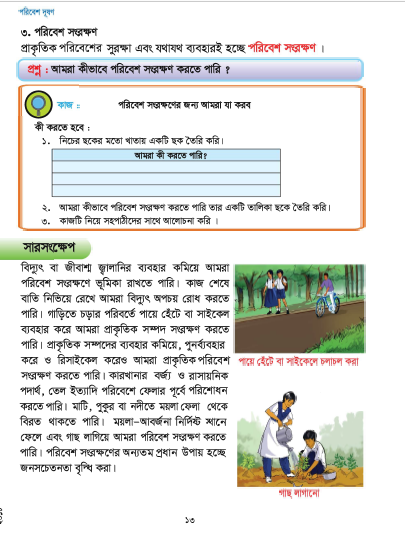 পরিবেশ দূষণ
৩. পরিবেশ সংরক্ষণ
প্রাকৃতিক পরিবেশের সুরক্ষা এবং যথাযথ ব্যবহারই হচ্ছে পরিবেশ সংরক্ষণ ।
প্রশ্ন : আমরা কীভাবে পরিবেশ সংরক্ষণ করতে পারি ?
কাজ : পরিবেশ সংরক্ষণের জন্য আমরা যা করব
কী করতে হবে :
১. নিচের ছকের মতো খাতায় একটি ছক তৈরি করি।
আমরা কী করতে পারি?
২. আমরা কীভাবে পরিবেশ সংরক্ষণ করতে পারি তার একটি তালিকা ছকে তৈরি করি।
৩. কাজটি নিয়ে সহপাঠীদের সাথে আলোচনা করি ।
সারসংক্ষেপ
বিদ্যুৎ বা জীবাশ্ম জ্বালানির ব্যবহার কমিয়ে আমরা
পরিবেশ সংরক্ষণে ভূমিকা রাখতে পারি। কাজ শেষে
বাতি নিভিয়ে রেখে আমরা বিদ্যুৎ অপচয় রোধ করতে
পারি। গাড়িতে চড়ার পরিবর্তে পায়ে হেঁটে বা সাইকেল
ব্যবহার করে আমরা প্রাকৃতিক সম্পদ সংরক্ষণ করতে
পারি। প্রাকৃতিক সম্পদের ব্যবহার কমিয়ে, পুনর্ব্যবহার
করে ও রিসাইকেল করেও আমরা প্রাকৃতিক পরিবেশ
সংরক্ষণ করতে পারি। কারখানার বর্জ্য ও রাসায়নিক
পদার্থ, তেল ইত্যাদি পরিবেশে ফেলার পূর্বে পরিশোধন
করতে পারি। মাটি, পুকুর বা নদীতে ময়লা ফেলা থেকে
বিরত থাকতে পারি। ময়লা-আবর্জনা নির্দিষ্ট স্থানে
ফেলে এবং গাছ লাগিয়ে আমরা পরিবেশ সংরক্ষণ করতে
পারি। পরিবেশ সংরক্ষণের অন্যতম প্রধান উপায় হচ্ছে
জনসচেতনতা বৃদ্ধি করা।
পায়ে হেঁটে বা সাইকেলে চলাচল করা
গাছ লাগানো
১৩